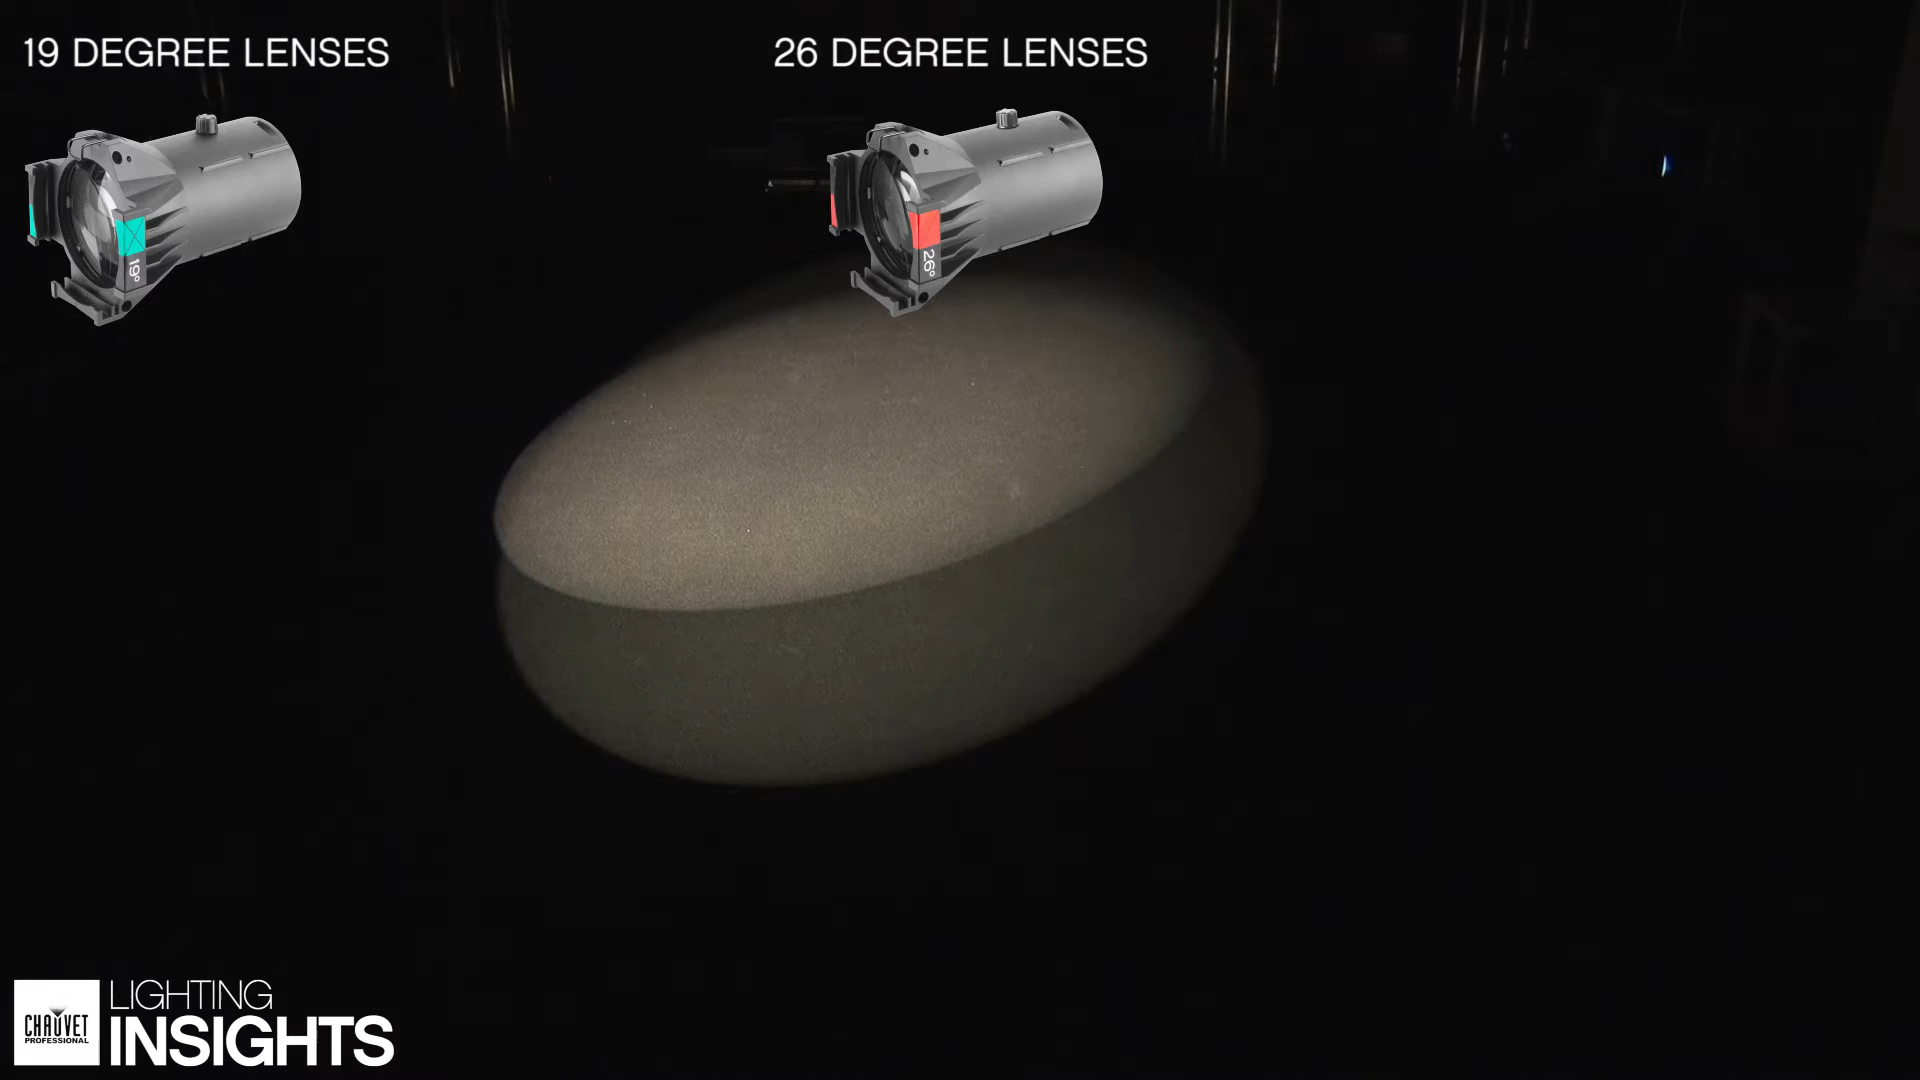 19 DEGREE LENSES
26 DEGREE LENSES
19°
26°
CHAUVET
PROFESSIONAL
LIGHTING
INSIGHTS